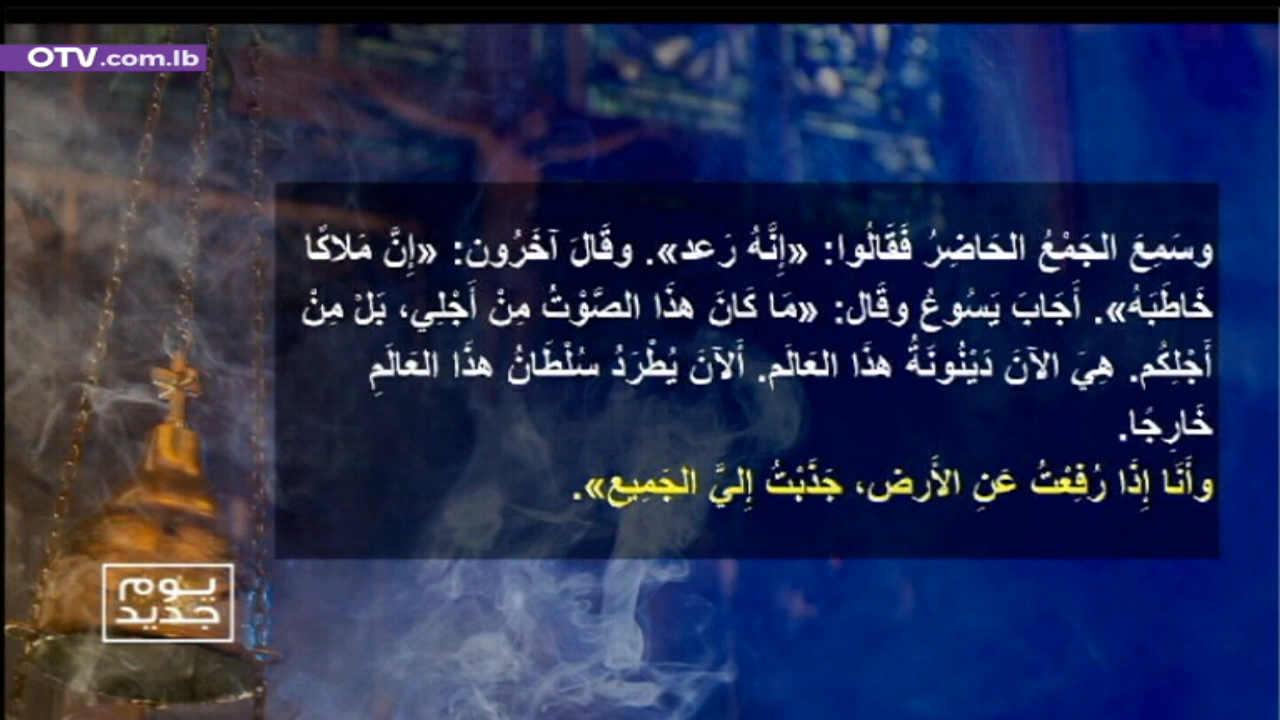 OTV.com.lb
وسَمِعَ الجَمْعُ الحَاضِرُ فَقَالُوا: «إِنَّهُ رَعد». وقَالَ آخَرُون: «إِنَّ مَلاكًا
خَاطَبَهُ». أَجَابَ يَسُوعُ وقَال: «مَا كَانَ هذَا الصَّوْتُ مِنْ أَجْلِي، بَلْ مِنْ
أَجْلِكُم. هِيَ الآنَ دَيْنُونَةُ هذَا العَالَم. أَلآنَ يُطْرَدُ سُلْطَانُ هذَا العَالَمِ
خَارِجًا.
وأَنَا إِذَا رُفِعْتُ عَنِ الأَرض، جَذَبْتُ إِليَّ الجَمِيع».
يوم
جديد